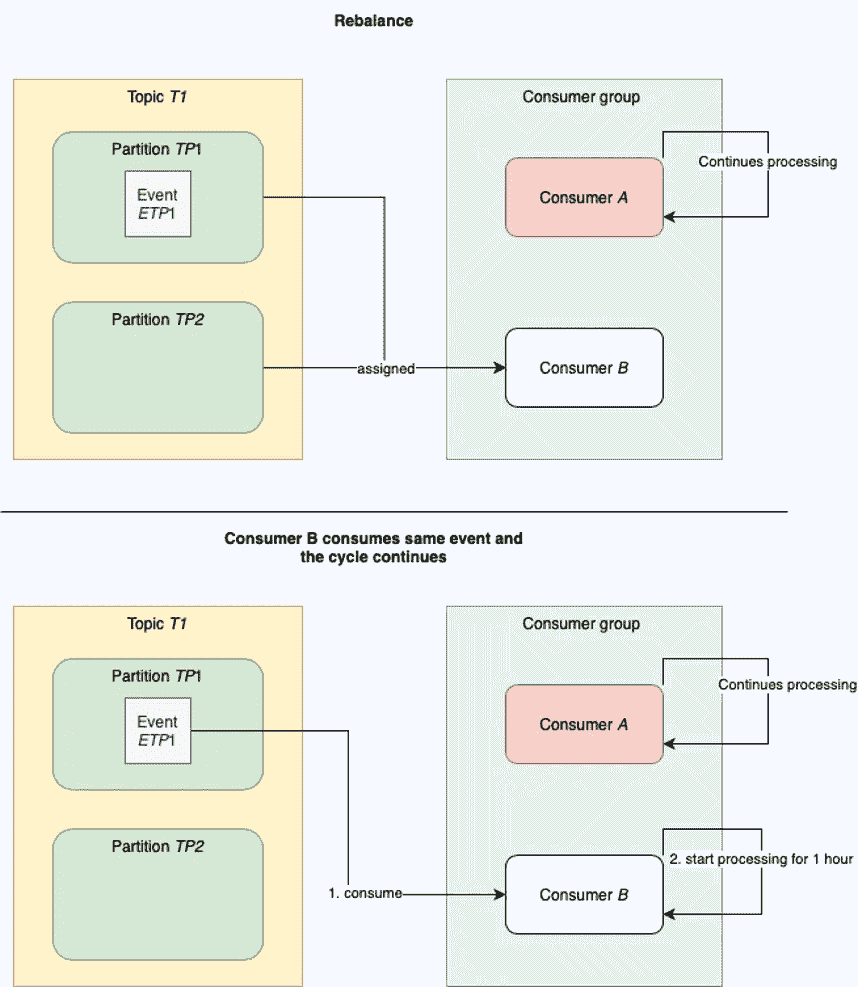 Rebalance
Topic T1
Consumer group
Partition TP1
Event
ETP1
Consumer A
Continues processing
Partition TP2
assigned
Consumer B
Consumer B consumes same event and
the cycle continues
Topic T1
Consumer group
Partition TP1
Event
ETP1
Consumer A
Continues processing
Partition TP2
1. consume
Consumer B
2. start processing for 1 hour